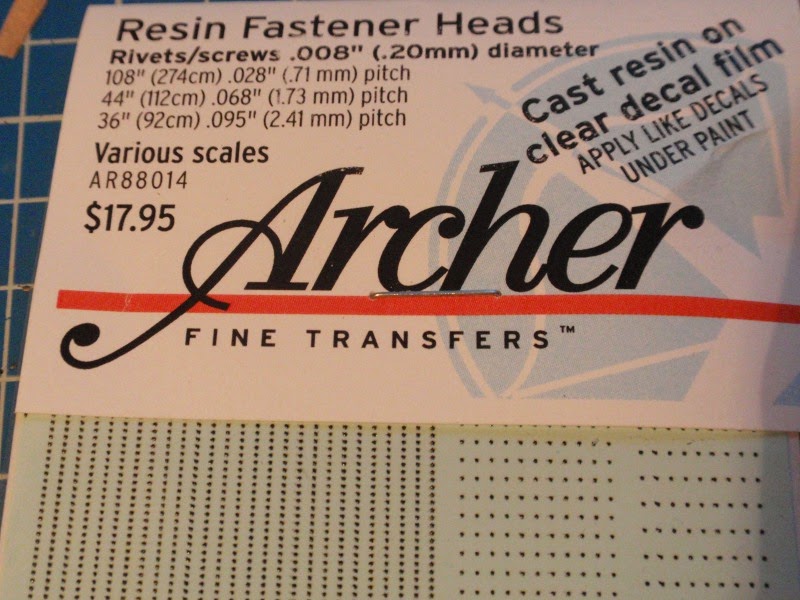 Resin Fastener Heads
Rivets/screws .008" (.20mm) diameter
108" (274cm) .028" (.71 mm) pitch
44" (112cm) .068" (1.73 mm) pitch
36" (92cm) .095" (2.41 mm) pitch
Various scales
AR88014
$17.95
Cast resin on
clear decal film
APPLY LIKE DECALS
UNDER PAINT
Archer
FINE TRANSFERS™